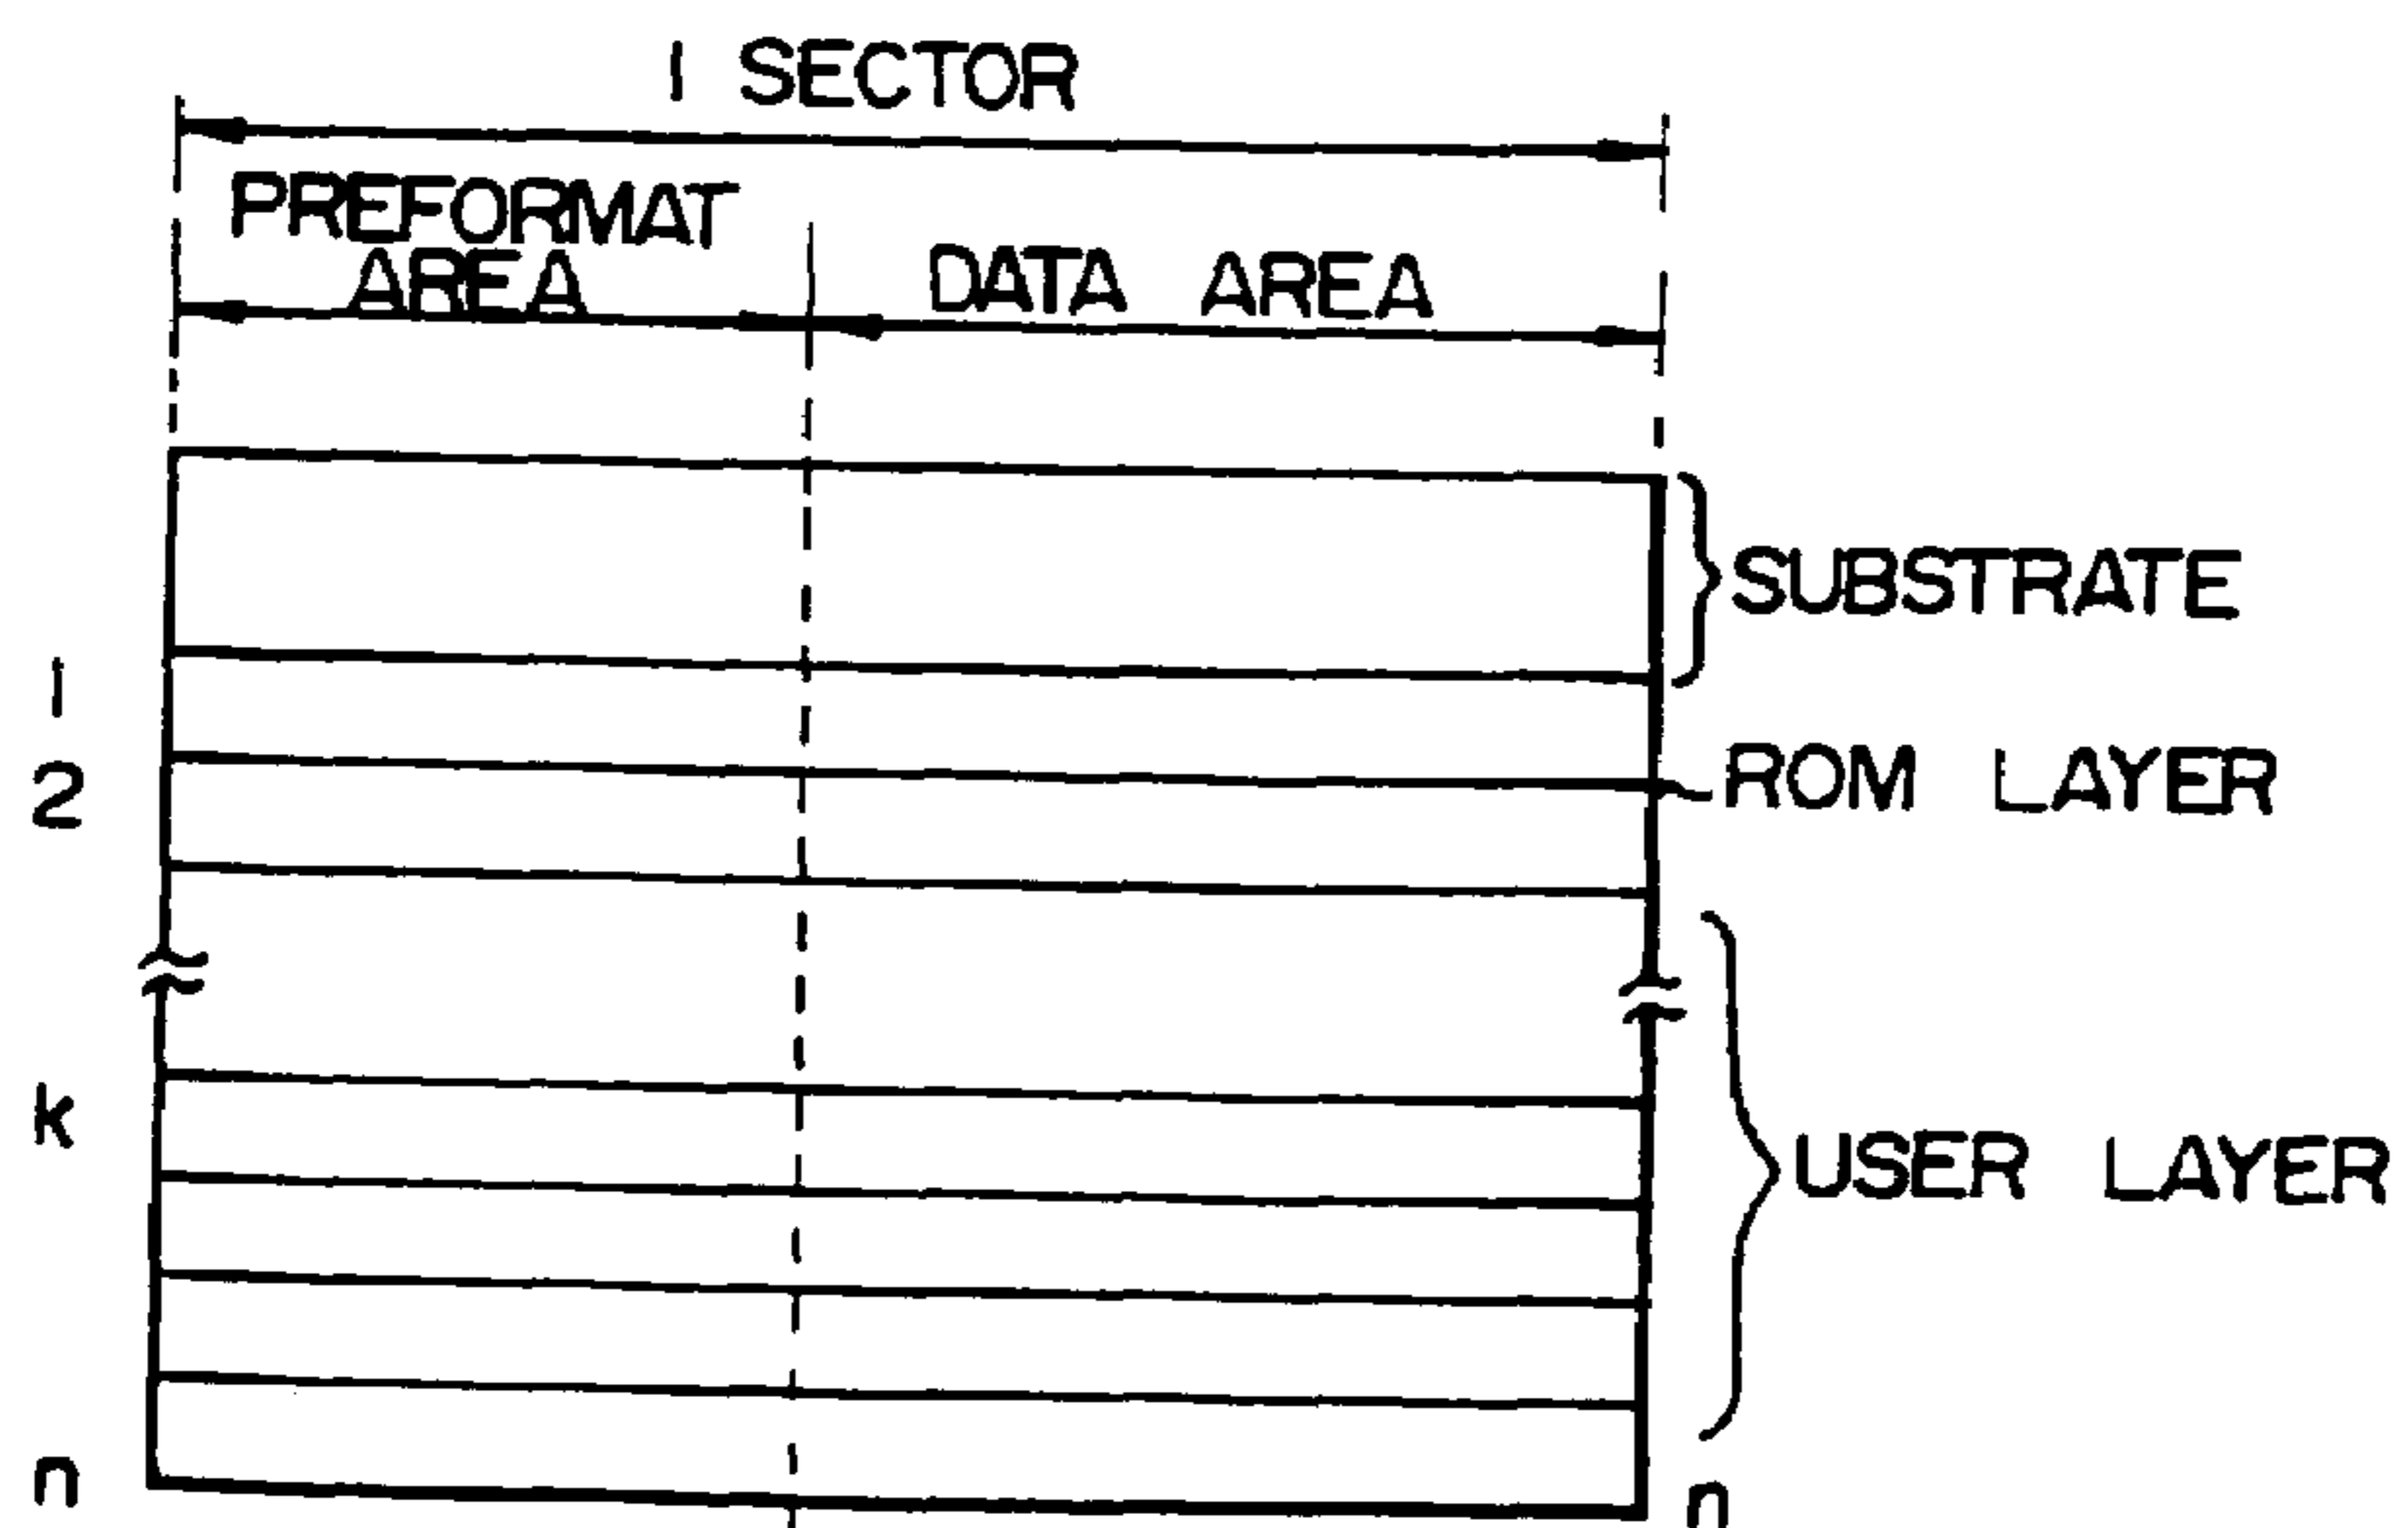 1 SECTOR
PREFORMAT
AREA
DATA AREA
SUBSTRATE
1
ROM LAYER
2
k
USER LAYER
n
n